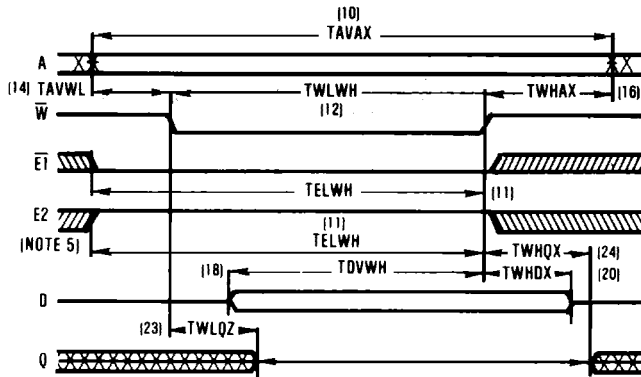 (10)
TAVAX
A
(14) TAVWL TWLWH TWHAX (16)
(12)
W̅
E̅1̅
TELWH (11)
E2 (11)
(NOTE 5) TELWH TWHQX (24)
(18) TDVWH TWHDX (20)
D
(23) TWLQZ
Q